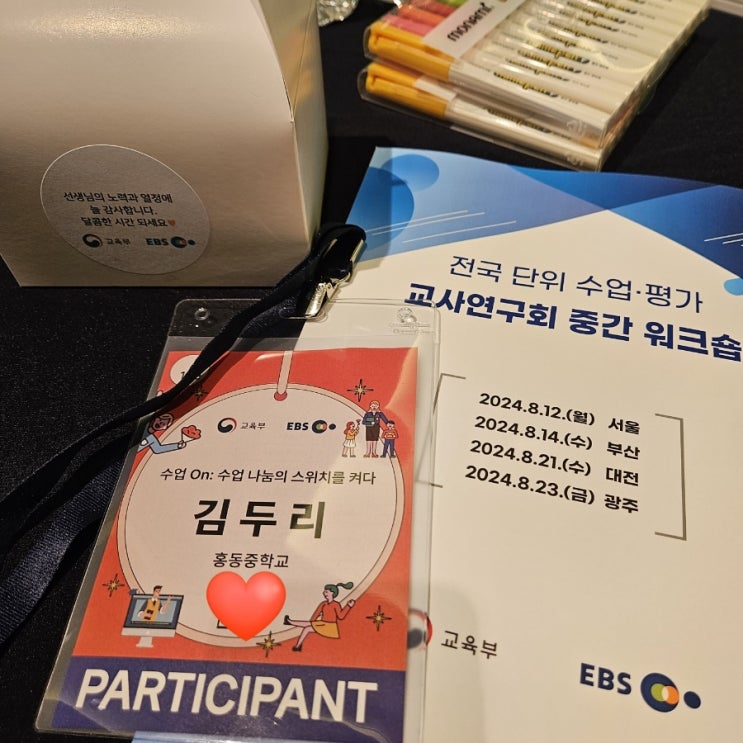 monami
선생님의 노력과 열정에
늘 감사합니다.
달콤한 시간 되세요
교육부 EBS
전국 단위 수업·평가
교사연구회 중간 워크숍
2024.8.12.(월) 서울
2024.8.14.(수) 부산
2024.8.21.(수) 대전
2024.8.23.(금) 광주
교육부
EBS
교육부 EBS
수업 On: 수업 나눔의 스위치를 켜다
김두리
홍동중학교
PARTICIPANT